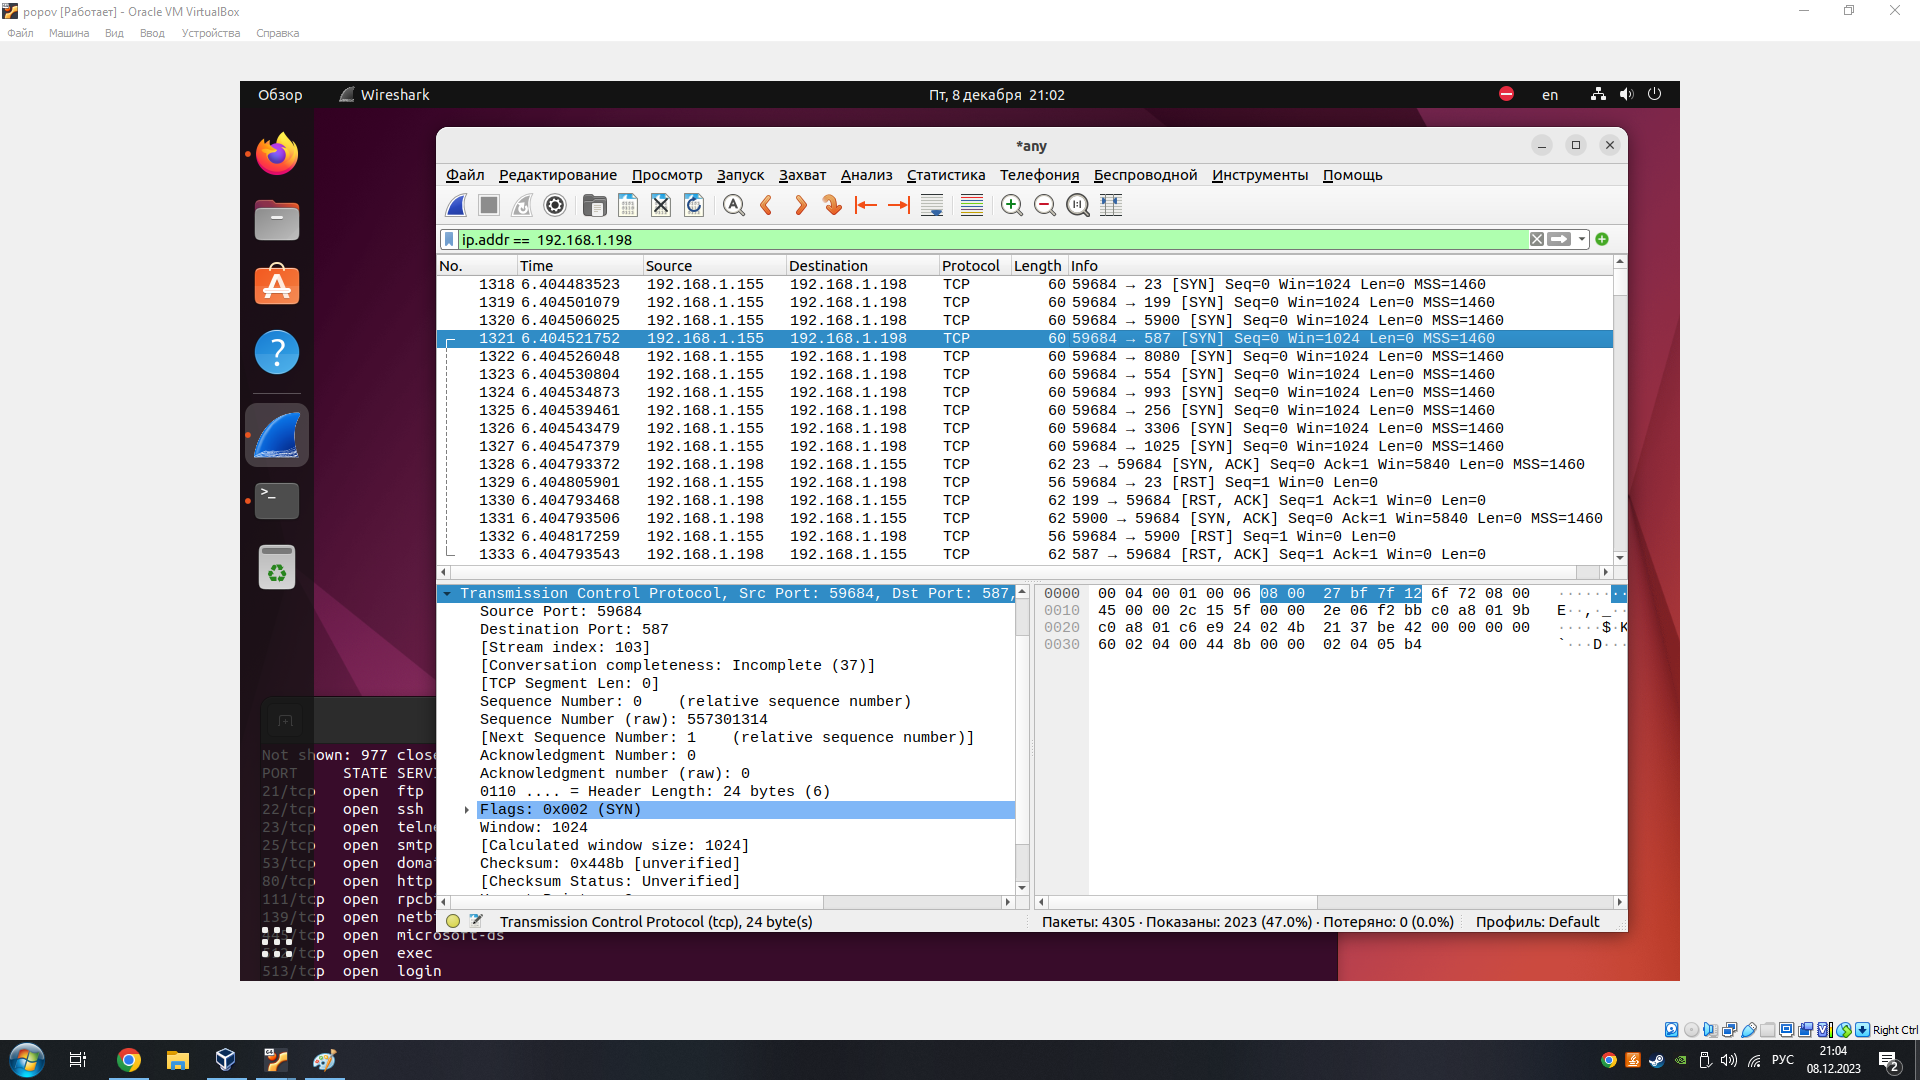 popov [Работает] - Oracle VM VirtualBox
Файл Машина Вид Ввод Устройства Справка
Обзор Wireshark Пт, 8 декабря 21:02 en
*any
Файл Редактирование Просмотр Запуск Захват Анализ Статистика Телефония Беспроводной Инструменты Помощь
ip.addr == 192.168.1.198
No. Time Source Destination Protocol Length Info
1318 6.404483523 192.168.1.155 192.168.1.198 TCP 60 59684 → 23 [SYN] Seq=0 Win=1024 Len=0 MSS=1460
1319 6.404501079 192.168.1.155 192.168.1.198 TCP 60 59684 → 199 [SYN] Seq=0 Win=1024 Len=0 MSS=1460
1320 6.404506025 192.168.1.155 192.168.1.198 TCP 60 59684 → 5900 [SYN] Seq=0 Win=1024 Len=0 MSS=1460
1321 6.404521752 192.168.1.155 192.168.1.198 TCP 60 59684 → 587 [SYN] Seq=0 Win=1024 Len=0 MSS=1460
1322 6.404526048 192.168.1.155 192.168.1.198 TCP 60 59684 → 8080 [SYN] Seq=0 Win=1024 Len=0 MSS=1460
1323 6.404530804 192.168.1.155 192.168.1.198 TCP 60 59684 → 554 [SYN] Seq=0 Win=1024 Len=0 MSS=1460
1324 6.404534873 192.168.1.155 192.168.1.198 TCP 60 59684 → 993 [SYN] Seq=0 Win=1024 Len=0 MSS=1460
1325 6.404539461 192.168.1.155 192.168.1.198 TCP 60 59684 → 256 [SYN] Seq=0 Win=1024 Len=0 MSS=1460
1326 6.404543479 192.168.1.155 192.168.1.198 TCP 60 59684 → 3306 [SYN] Seq=0 Win=1024 Len=0 MSS=1460
1327 6.404547379 192.168.1.155 192.168.1.198 TCP 60 59684 → 1025 [SYN] Seq=0 Win=1024 Len=0 MSS=1460
1328 6.404793372 192.168.1.198 192.168.1.155 TCP 62 23 → 59684 [SYN, ACK] Seq=0 Ack=1 Win=5840 Len=0 MSS=1460
1329 6.404805901 192.168.1.155 192.168.1.198 TCP 56 59684 → 23 [RST] Seq=1 Win=0 Len=0
1330 6.404793468 192.168.1.198 192.168.1.155 TCP 62 199 → 59684 [RST, ACK] Seq=1 Ack=1 Win=0 Len=0
1331 6.404793506 192.168.1.198 192.168.1.155 TCP 62 5900 → 59684 [SYN, ACK] Seq=0 Ack=1 Win=5840 Len=0 MSS=1460
1332 6.404817259 192.168.1.155 192.168.1.198 TCP 56 59684 → 5900 [RST] Seq=1 Win=0 Len=0
1333 6.404793543 192.168.1.198 192.168.1.155 TCP 62 587 → 59684 [RST, ACK] Seq=1 Ack=1 Win=0 Len=0
Transmission Control Protocol, Src Port: 59684, Dst Port: 587,
Source Port: 59684
Destination Port: 587
[Stream index: 103]
[Conversation completeness: Incomplete (37)]
[TCP Segment Len: 0]
Sequence Number: 0 (relative sequence number)
Sequence Number (raw): 557301314
[Next Sequence Number: 1 (relative sequence number)]
Acknowledgment Number: 0
Acknowledgment number (raw): 0
0110 .... = Header Length: 24 bytes (6)
Flags: 0x002 (SYN)
Window: 1024
[Calculated window size: 1024]
Checksum: 0x448b [unverified]
[Checksum Status: Unverified]
0000 00 04 00 01 00 06 08 00 27 bf 7f 12 6f 72 08 00 ········
0010 45 00 00 2c 15 5f 00 00 2e 06 f2 bb c0 a8 01 9b E··,·_··
0020 c0 a8 01 c6 e9 24 02 4b 21 37 be 42 00 00 00 00 ·····$·K
0030 60 02 04 00 44 8b 00 00 02 04 05 b4 `···D···
Transmission Control Protocol (tcp), 24 byte(s) Пакеты: 4305 · Показаны: 2023 (47.0%) · Потеряно: 0 (0.0%) Профиль: Default
Not shown: 977 close
PORT STATE SERVI
21/tcp open ftp
22/tcp open ssh
23/tcp open telne
25/tcp open smtp
53/tcp open doma
80/tcp open http
111/tcp open rpcb
139/tcp open netb
445/tcp open microsoft-ds
512/tcp open exec
513/tcp open login
Right Ctrl
РУС 21:04
08.12.2023
2